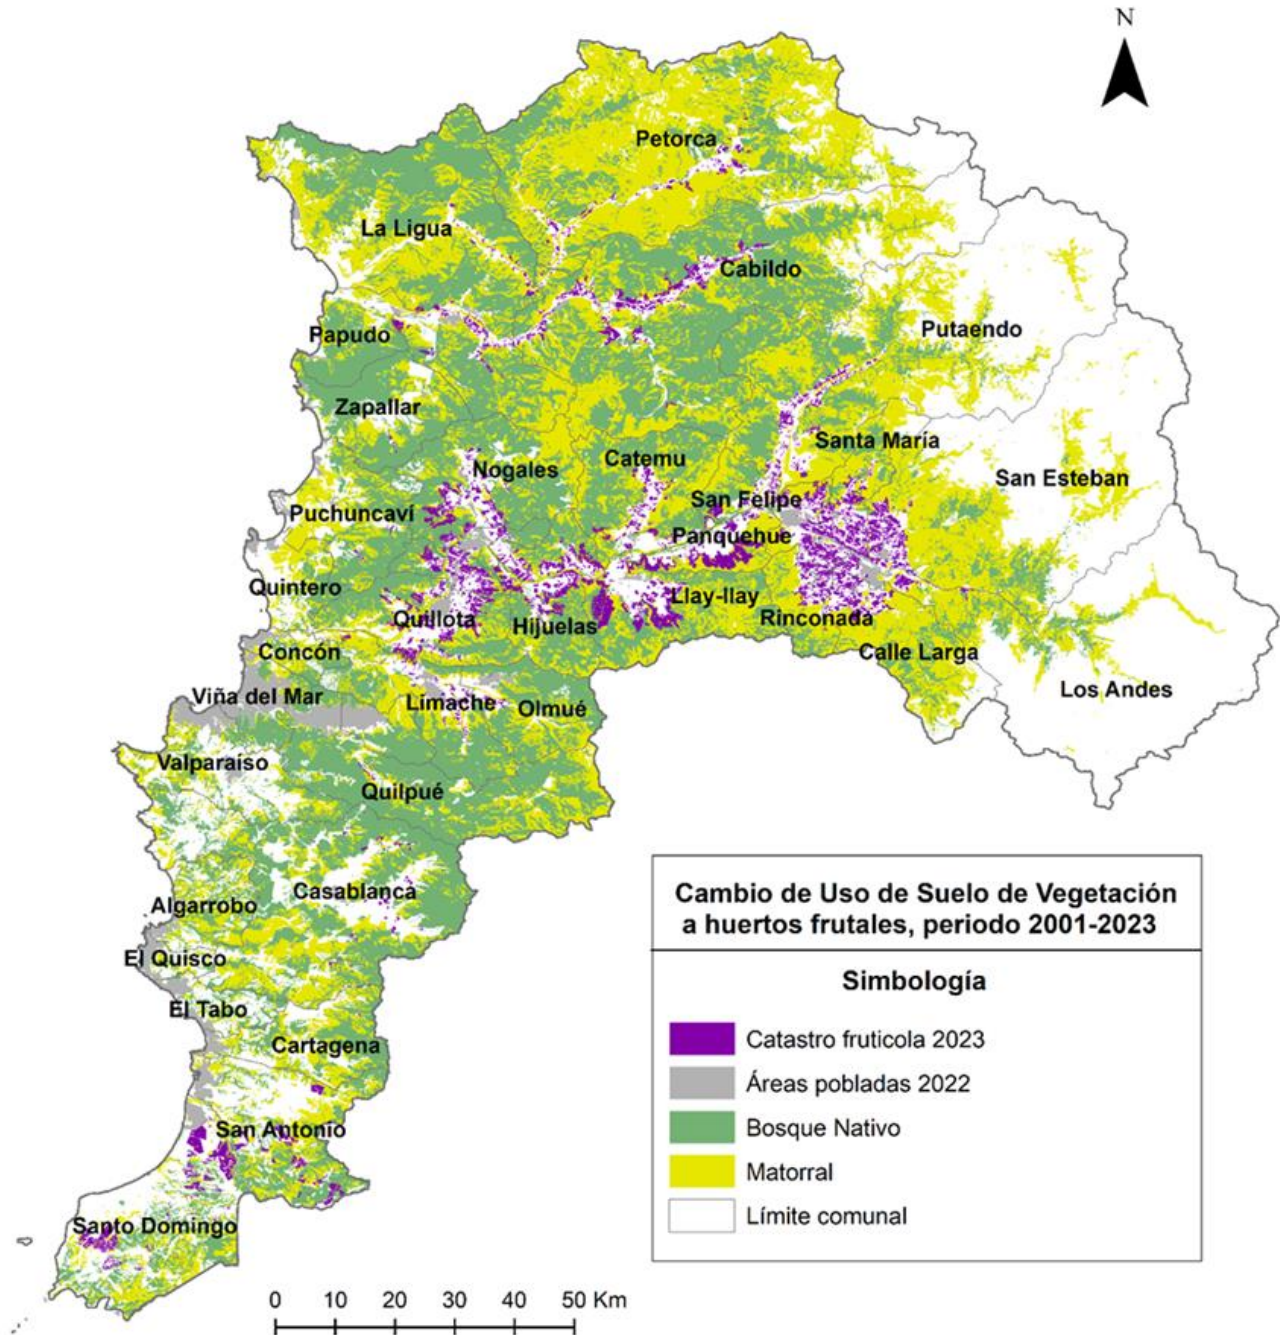 N
Petorca
La Ligua
Cabildo
Papudo
Putaendo
Zapallar
Santa María
Nogales
Catemu
San Esteban
San Felipe
Puchuncaví
Panquehue
Quintero
Llay-llay
Quillota
Hijuelas
Rinconada
Concón
Calle Larga
Viña del Mar
Limache
Olmué
Los Andes
Valparaíso
Quilpué
Casablanca
Algarrobo
El Quisco
El Tabo
Cartagena
San Antonio
Santo Domingo
Cambio de Uso de Suelo de Vegetación
a huertos frutales, periodo 2001-2023
Simbología
Catastro fruticola 2023
Áreas pobladas 2022
Bosque Nativo
Matorral
Límite comunal
0 10 20 30 40 50 Km